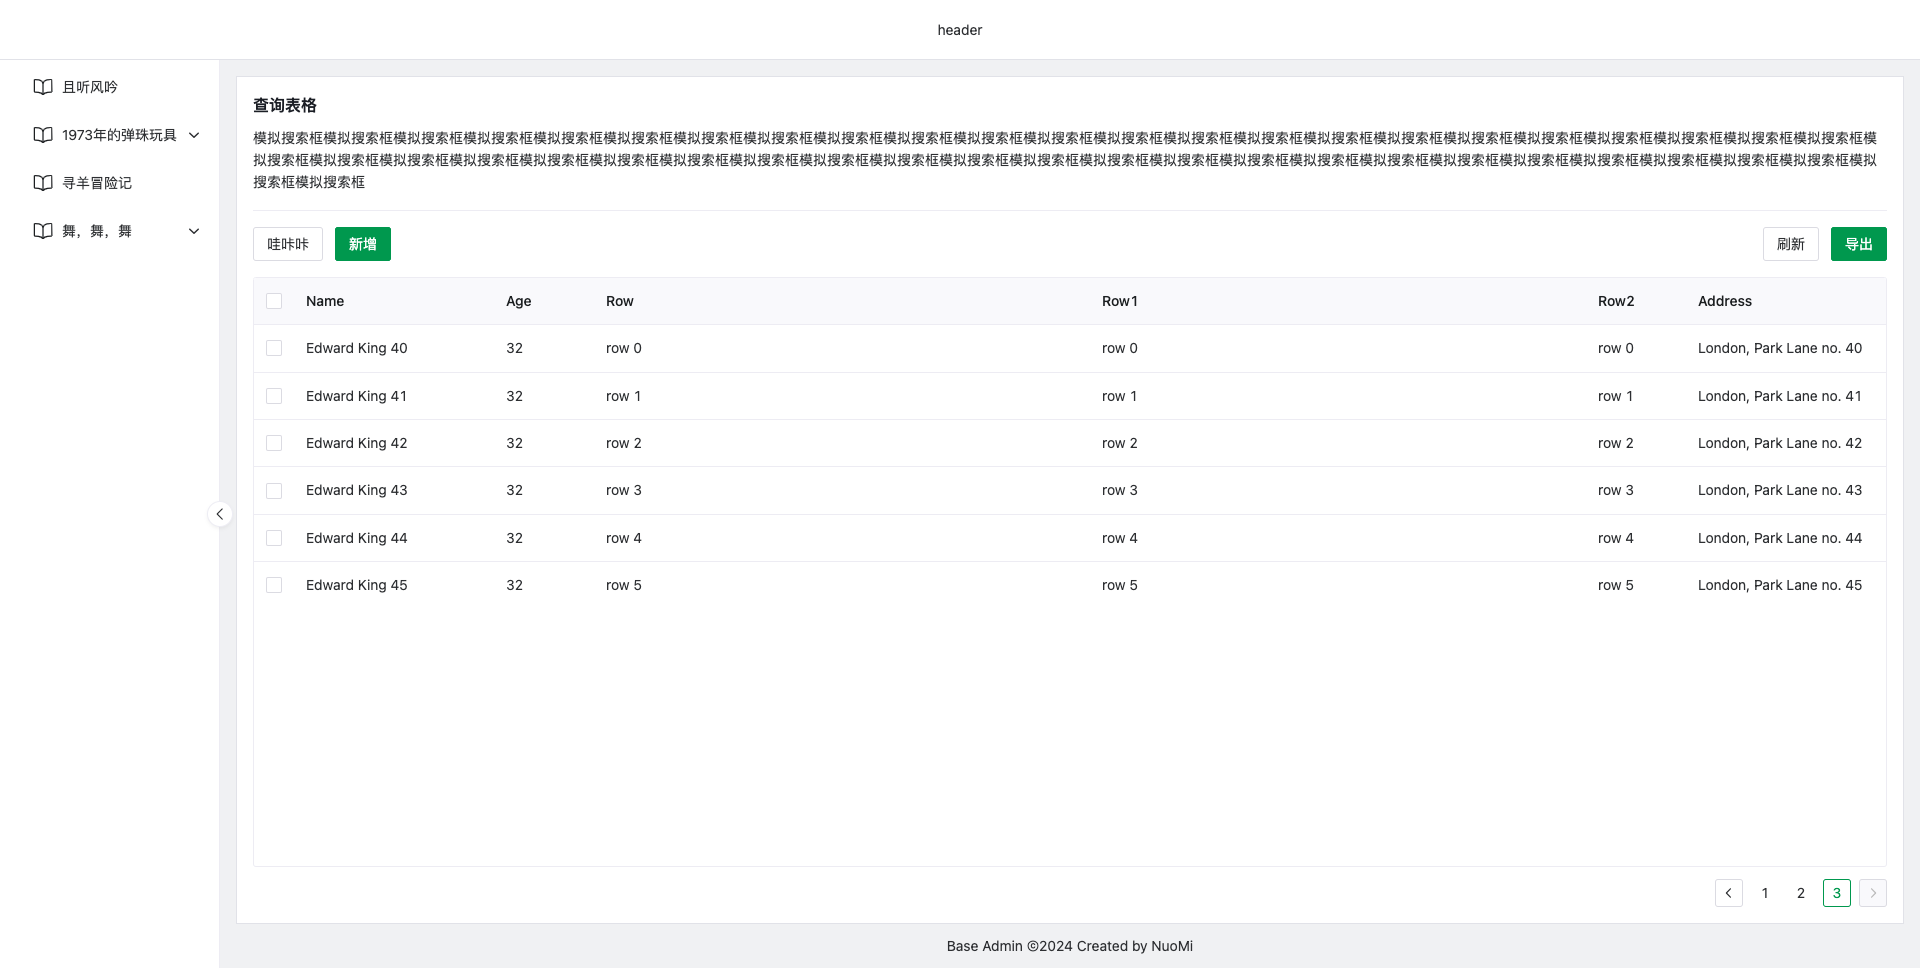 header
且听风吟
1973年的弹珠玩具
寻羊冒险记
舞，舞，舞
查询表格
模拟搜索框模拟搜索框模拟搜索框模拟搜索框模拟搜索框模拟搜索框模拟搜索框模拟搜索框模拟搜索框模拟搜索框模拟搜索框模拟搜索框模拟搜索框模拟搜索框模拟搜索框模拟搜索框模拟搜索框模拟搜索框模拟搜索框模拟搜索框模拟搜索框模拟搜索框模拟搜索框模
拟搜索框模拟搜索框模拟搜索框模拟搜索框模拟搜索框模拟搜索框模拟搜索框模拟搜索框模拟搜索框模拟搜索框模拟搜索框模拟搜索框模拟搜索框模拟搜索框模拟搜索框模拟搜索框模拟搜索框模拟搜索框模拟搜索框模拟搜索框模拟搜索框模拟搜索框模拟搜索框模拟
搜索框模拟搜索框
哇咔咔 新增 刷新 导出
Name Age Row Row1 Row2 Address
Edward King 40 32 row 0 row 0 row 0 London, Park Lane no. 40
Edward King 41 32 row 1 row 1 row 1 London, Park Lane no. 41
Edward King 42 32 row 2 row 2 row 2 London, Park Lane no. 42
Edward King 43 32 row 3 row 3 row 3 London, Park Lane no. 43
Edward King 44 32 row 4 row 4 row 4 London, Park Lane no. 44
Edward King 45 32 row 5 row 5 row 5 London, Park Lane no. 45
1 2 3
Base Admin ©2024 Created by NuoMi